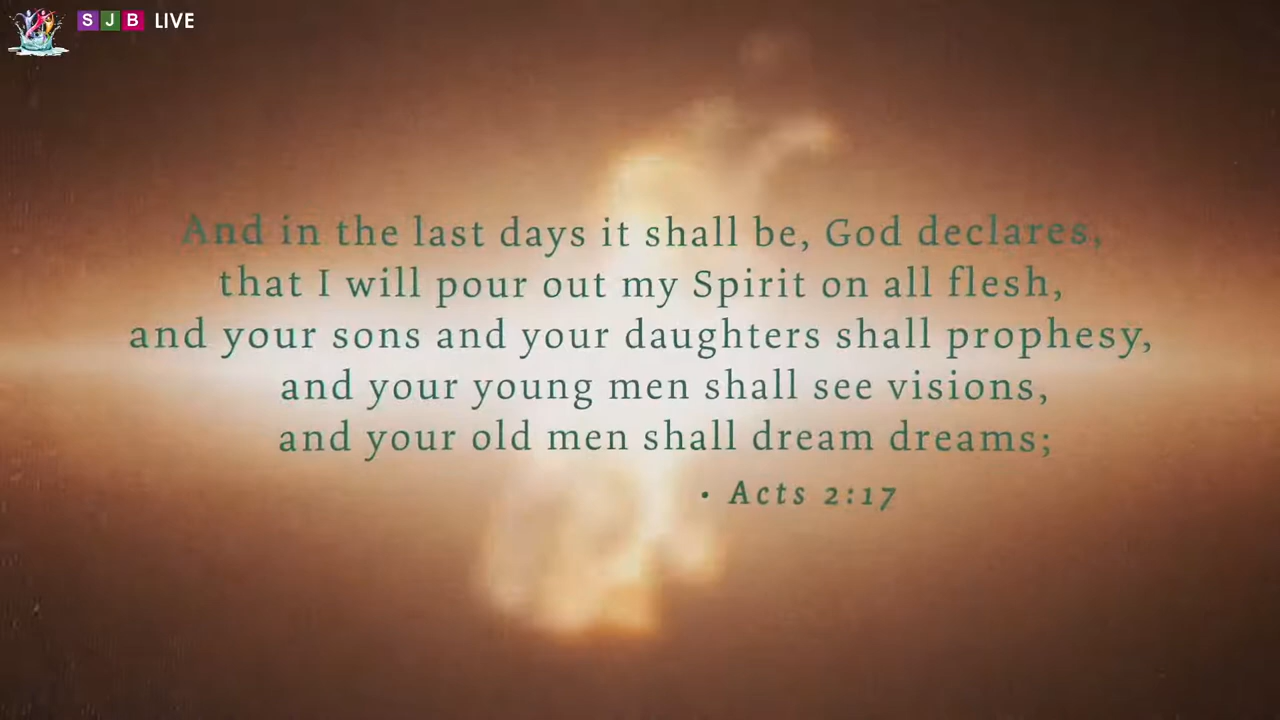 SJB LIVE
And in the last days it shall be, God declares,
that I will pour out my Spirit on all flesh,
and your sons and your daughters shall prophesy,
and your young men shall see visions,
and your old men shall dream dreams;
• Acts 2:17